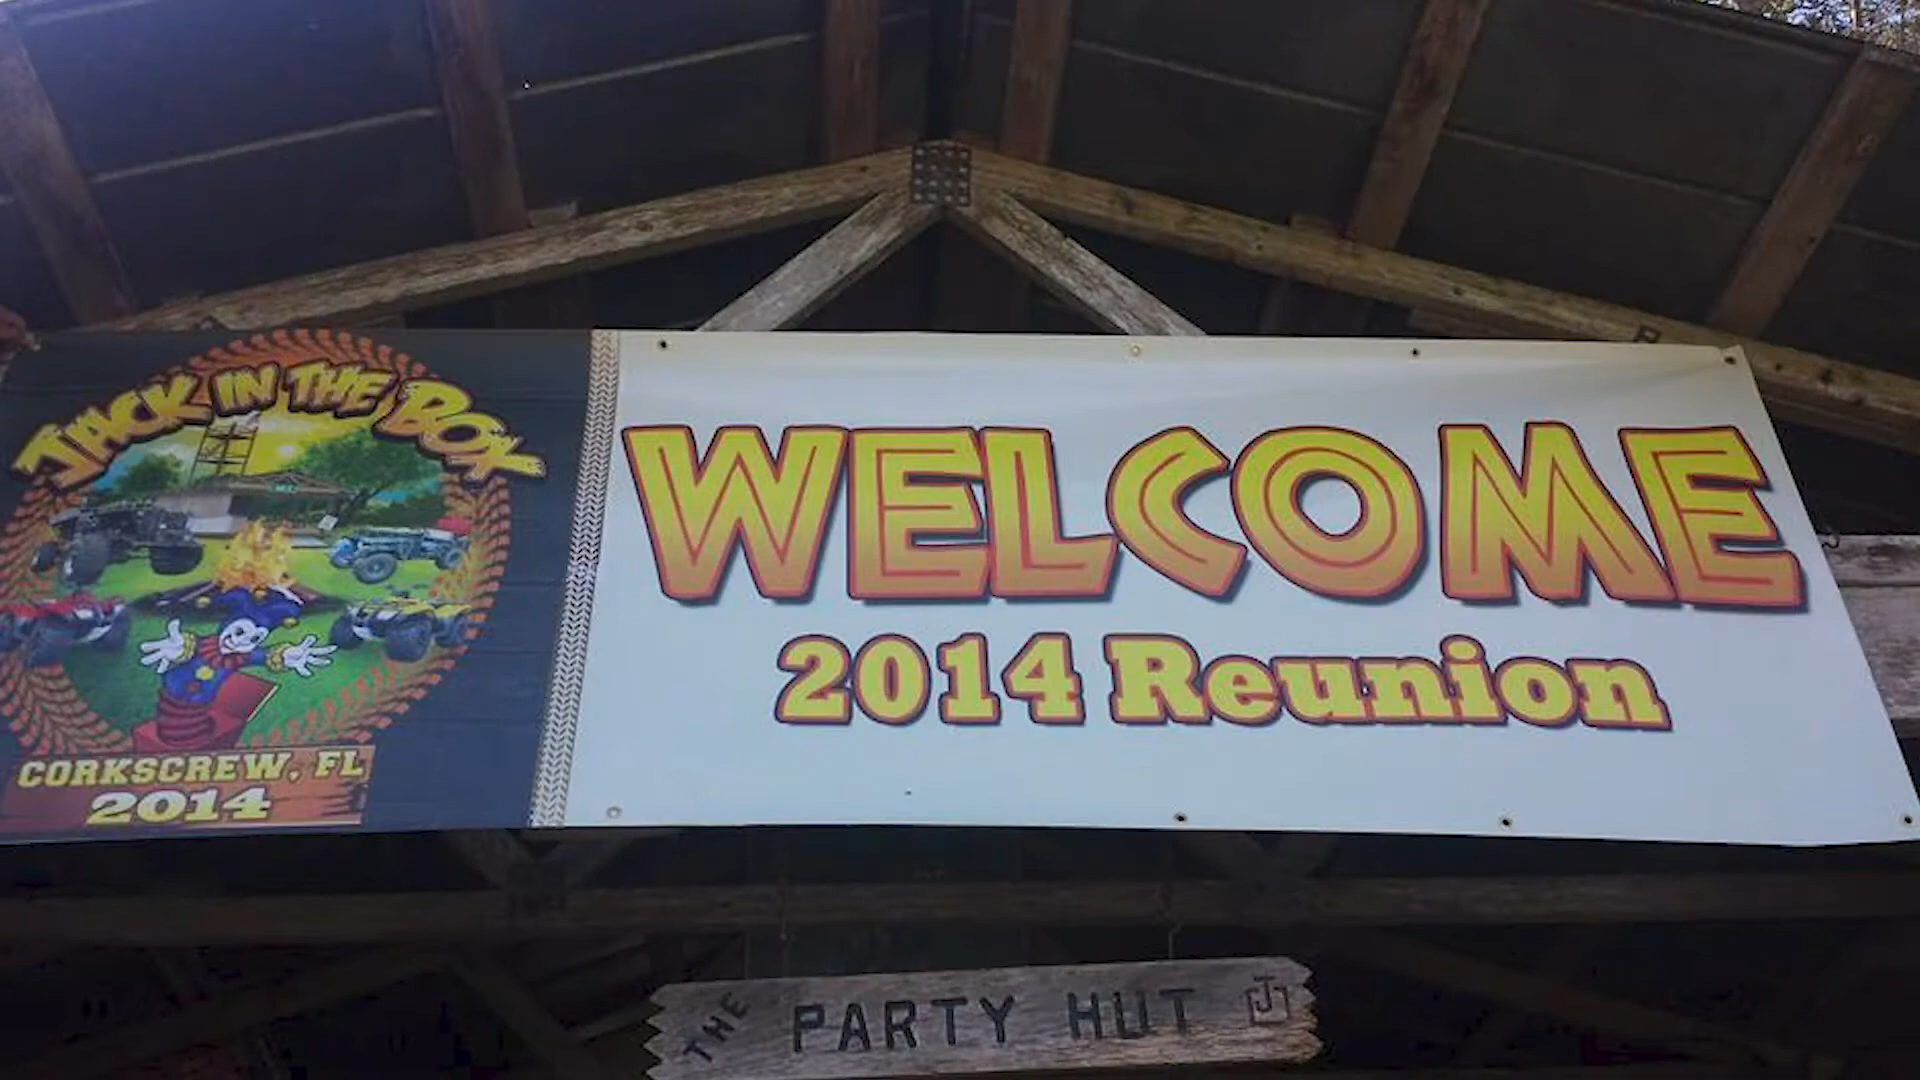 JACK IN THE BOX
CORKSCREW, FL
2014
WELCOME
2014 Reunion
THE PARTY HUT